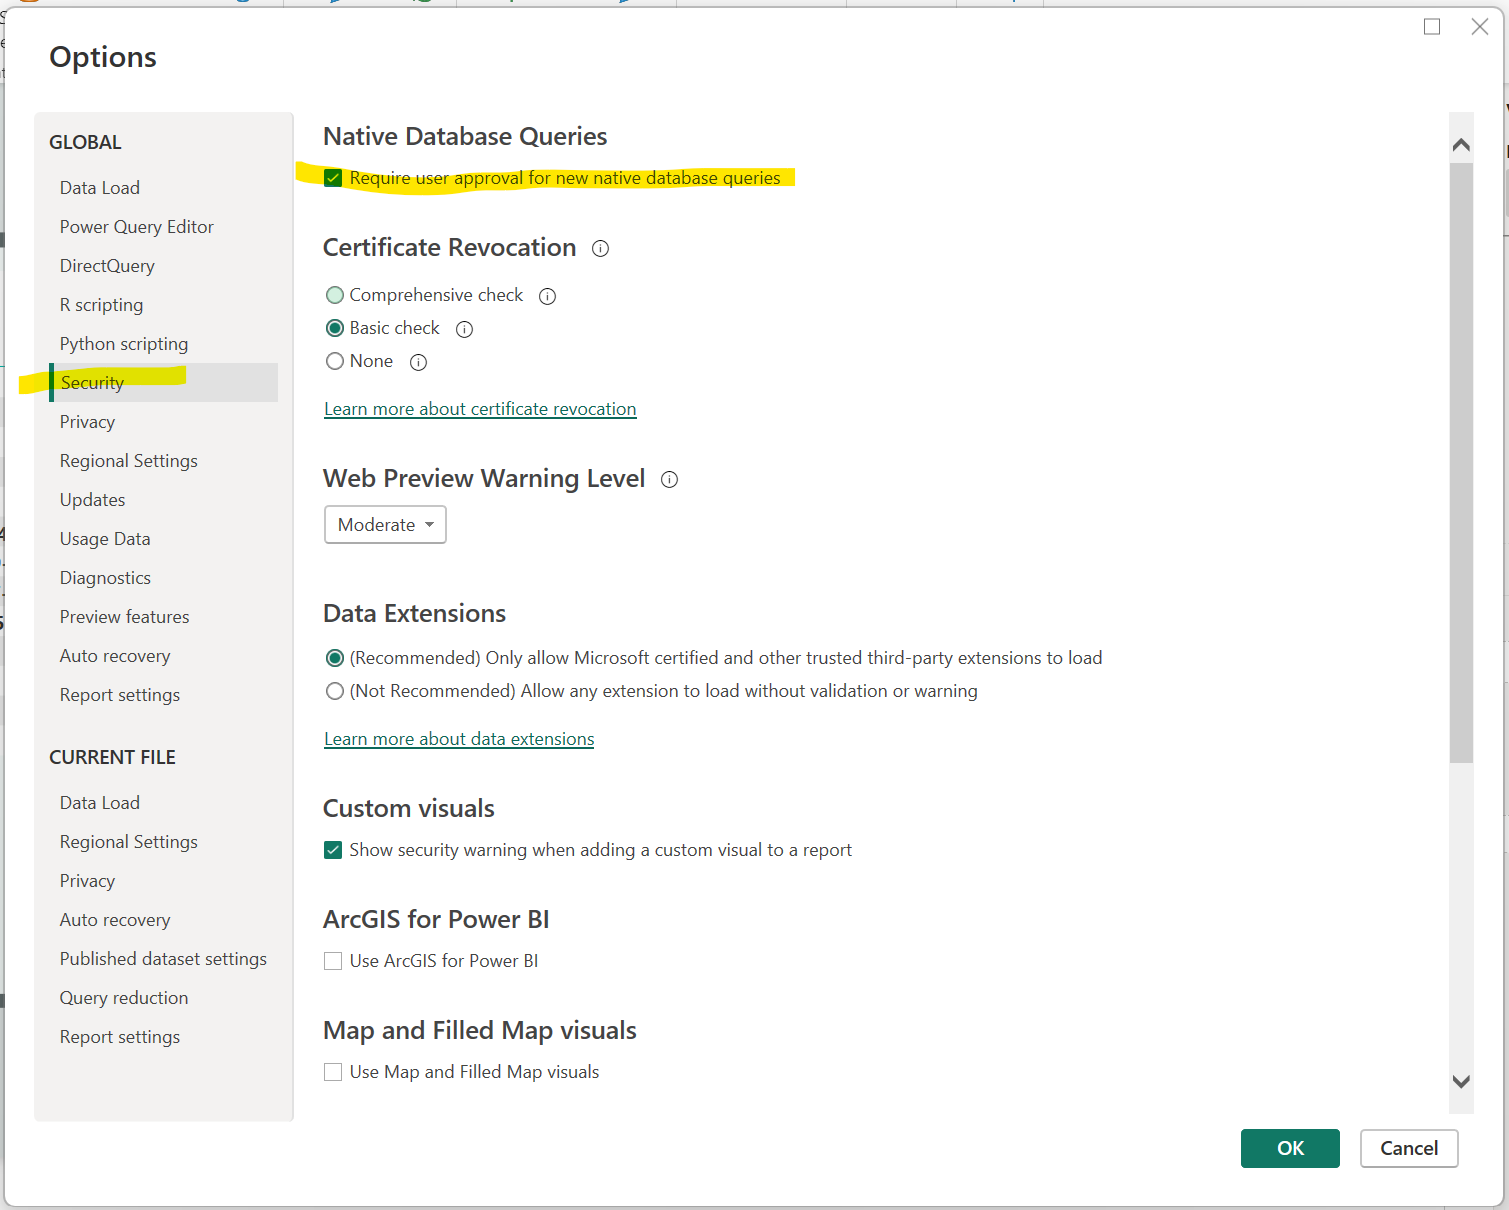 Options
GLOBAL
Data Load
Power Query Editor
DirectQuery
R scripting
Python scripting
Security
Privacy
Regional Settings
Updates
Usage Data
Diagnostics
Preview features
Auto recovery
Report settings
CURRENT FILE
Data Load
Regional Settings
Privacy
Auto recovery
Published dataset settings
Query reduction
Report settings
Native Database Queries
Require user approval for new native database queries
Certificate Revocation
Comprehensive check
Basic check
None
Learn more about certificate revocation
Web Preview Warning Level
Moderate
Data Extensions
(Recommended) Only allow Microsoft certified and other trusted third-party extensions to load
(Not Recommended) Allow any extension to load without validation or warning
Learn more about data extensions
Custom visuals
Show security warning when adding a custom visual to a report
ArcGIS for Power BI
Use ArcGIS for Power BI
Map and Filled Map visuals
Use Map and Filled Map visuals
OK
Cancel